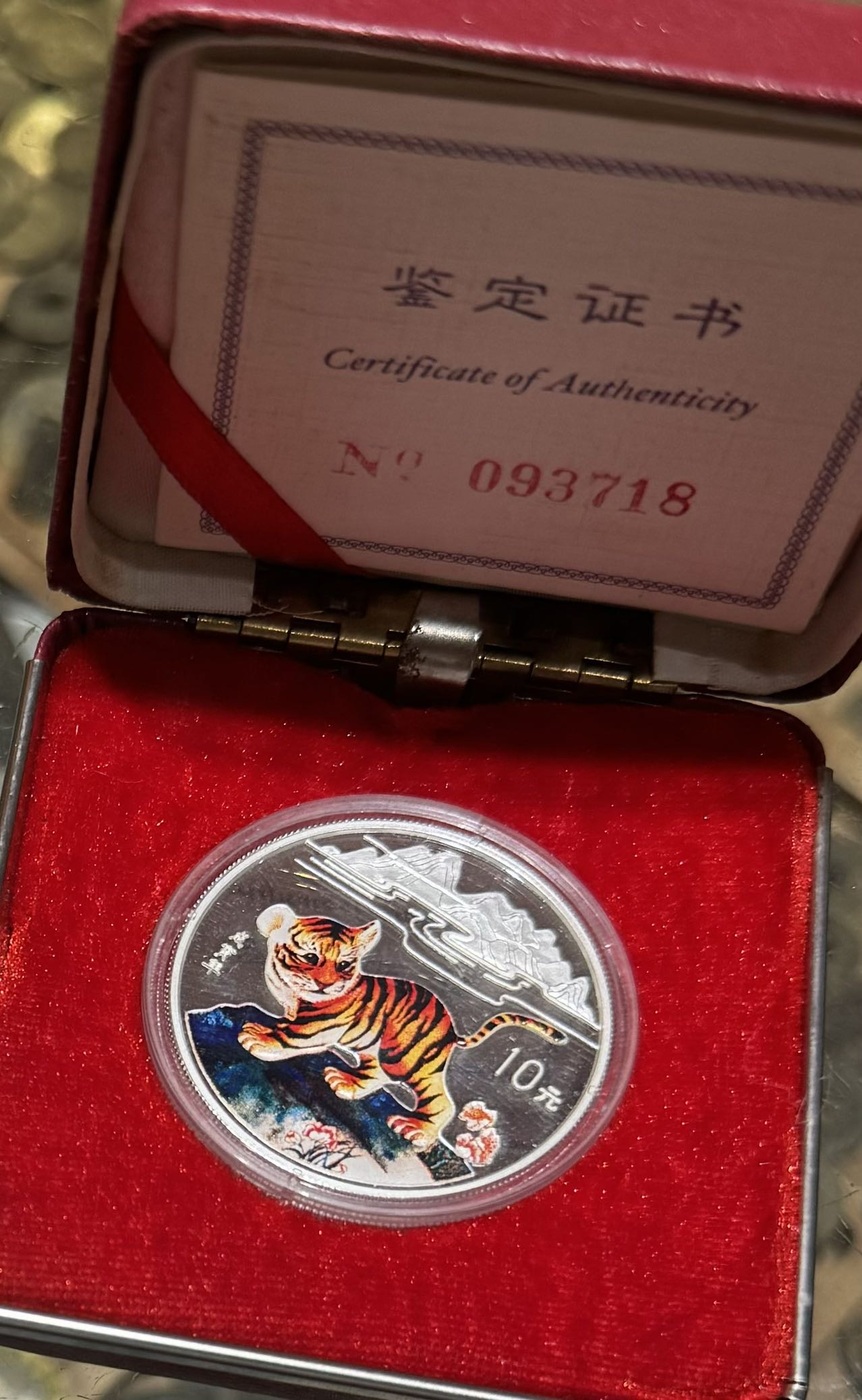 鉴定证书
Certificate of Authenticity
Nº 093718
10元